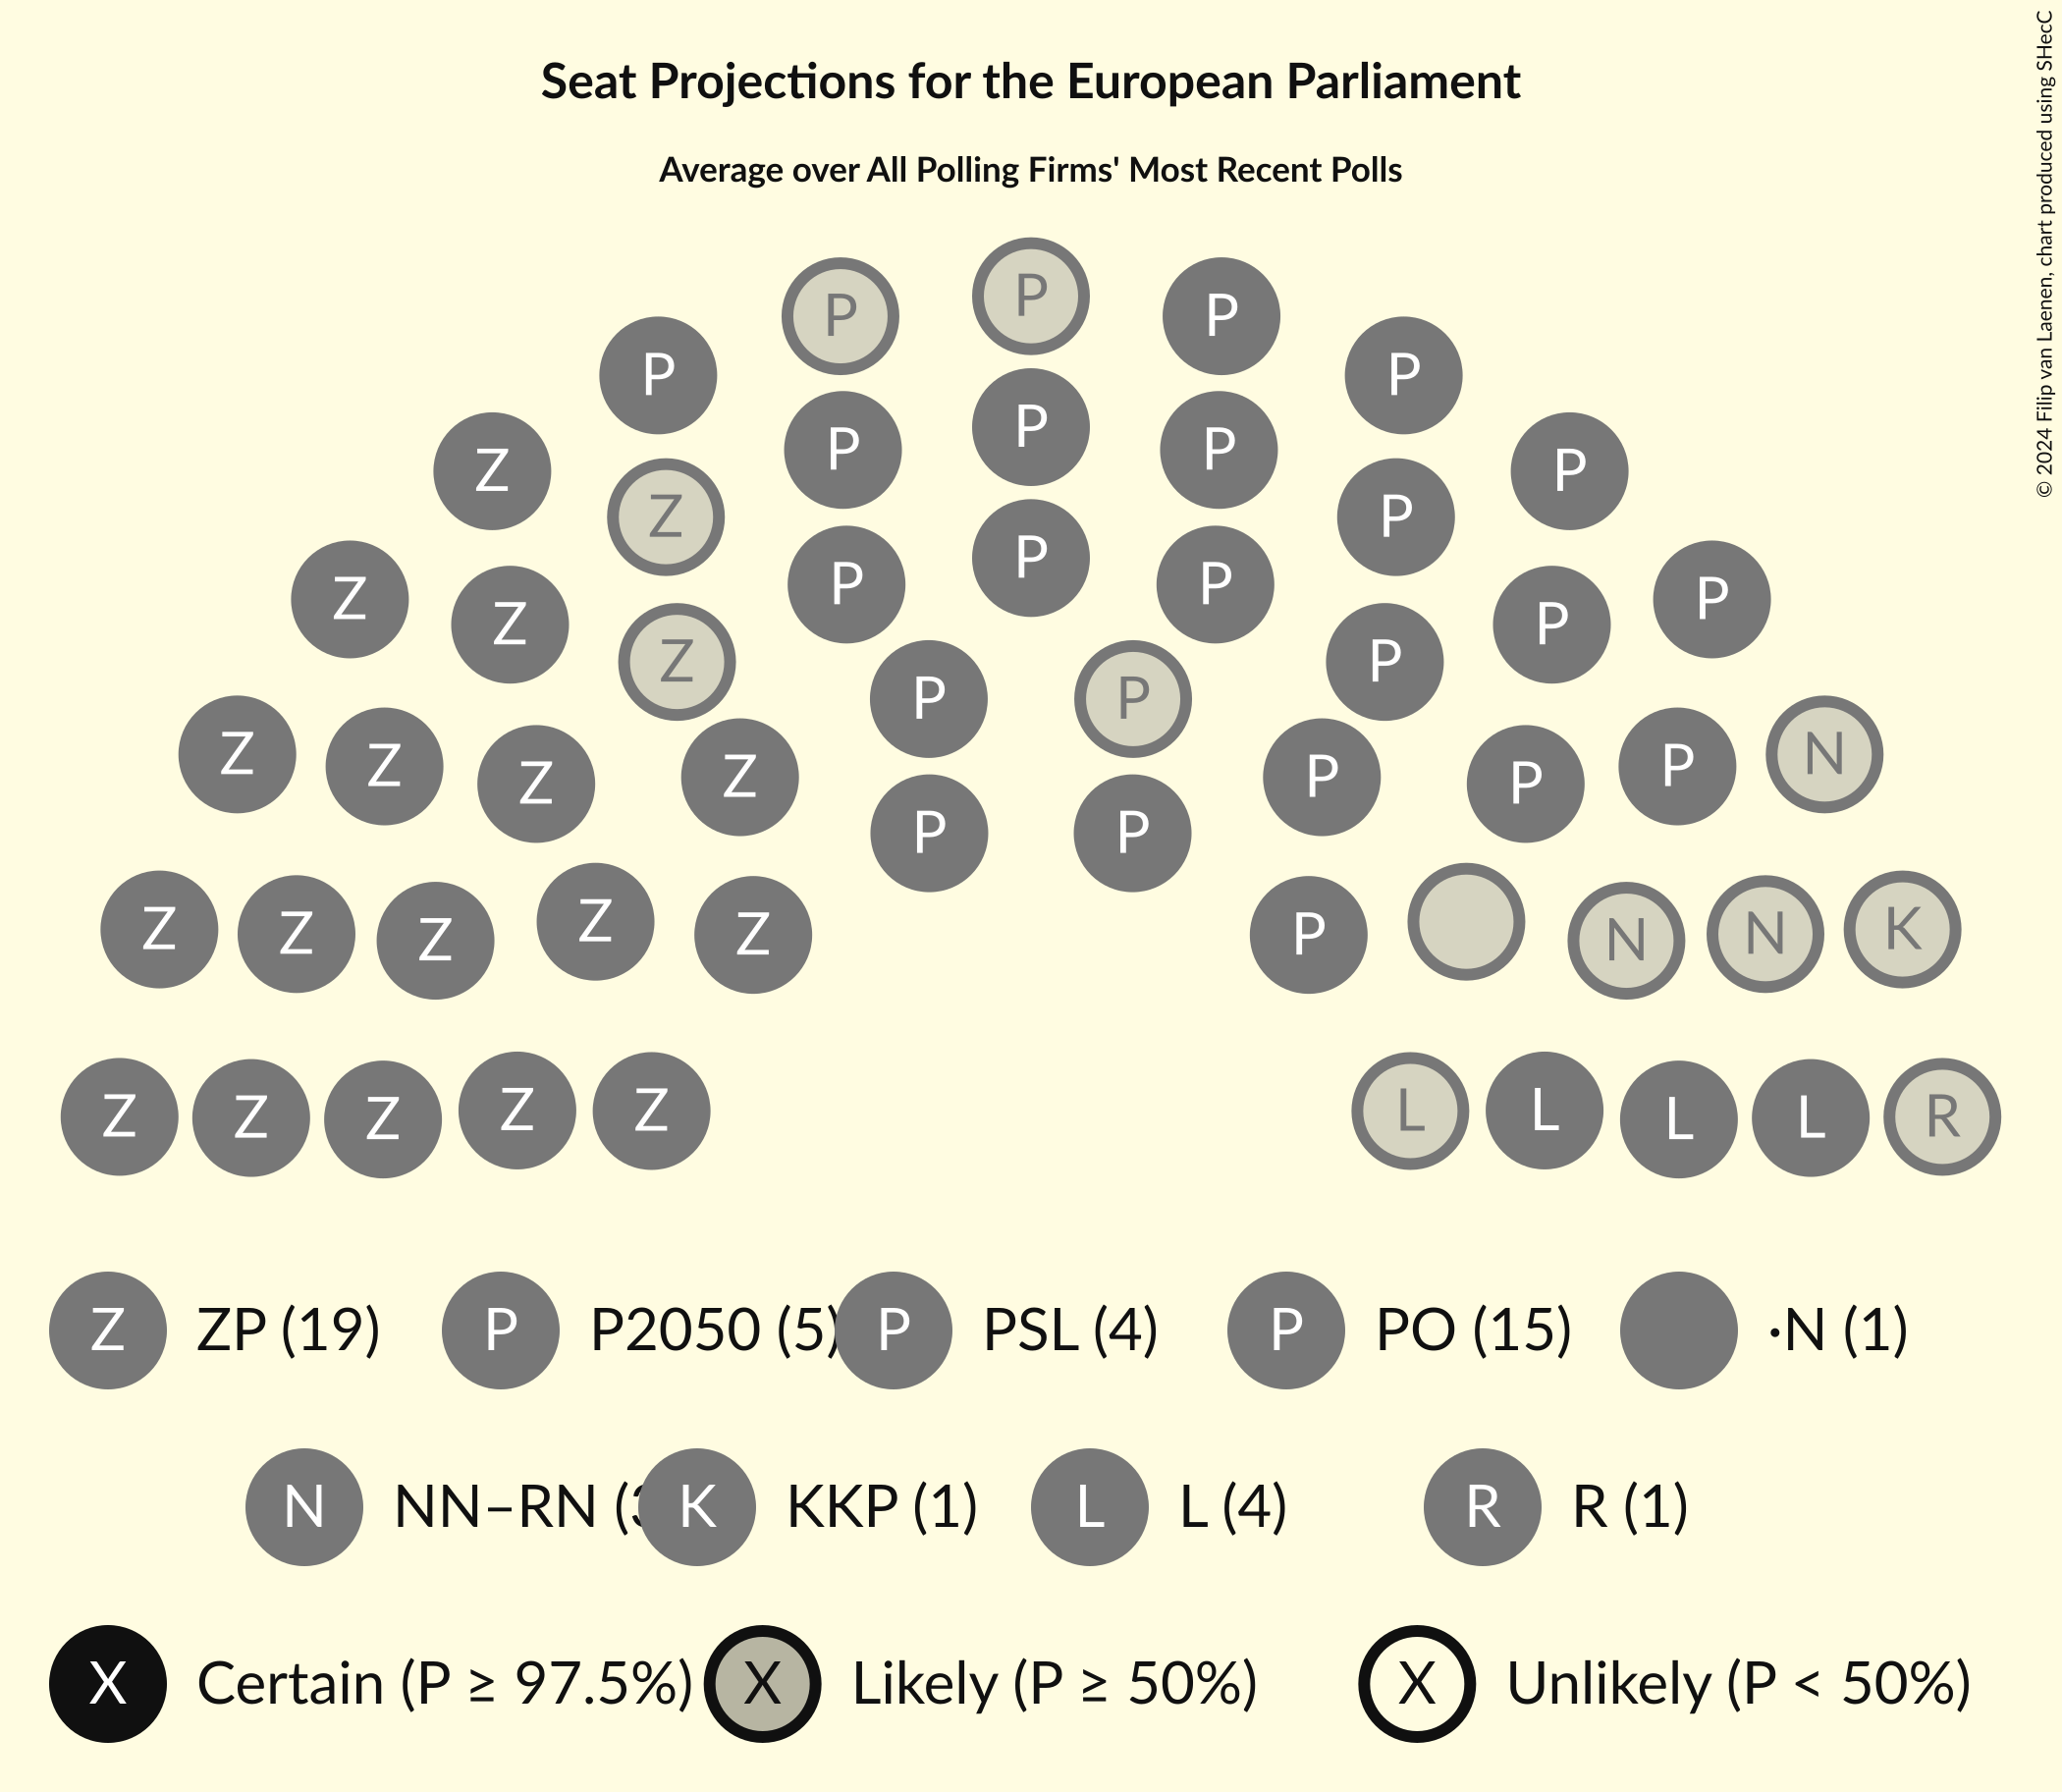 Seat Projections for the European Parliament
Average over All Polling Firms' Most Recent Polls
© 2024 Filip van Laenen, chart produced using SHecC
P
P P
P P
P P
Z P
P
P P
Z P
P
Z P
P P
Z P
Z P
Z P
P P
Z P N
Z P
Z Z P P
P P
Z Z K
Z Z Z P N N
Z Z Z Z Z L L L L R
Z ZP (19) P P2050 (5) P PSL (4) P PO (15) ·N (1)
N NN–RN ( K KKP (1) L L (4) R R (1)
X Certain (P ≥ 97.5%) X Likely (P ≥ 50%) X Unlikely (P < 50%)